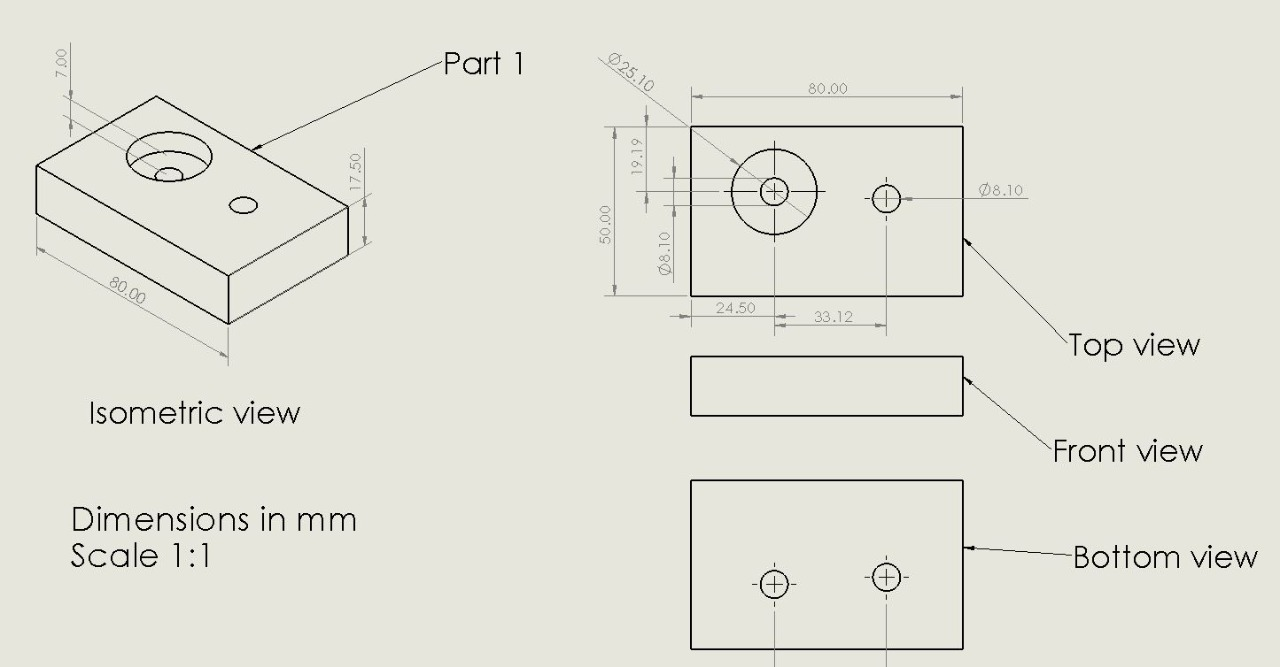 Part 1
7.00
17.50
80.00
Isometric view
Dimensions in mm
Scale 1:1
Ø25.10
80.00
19.19
50.00
Ø8.10
Ø8.10
24.50
33.12
Top view
Front view
Bottom view